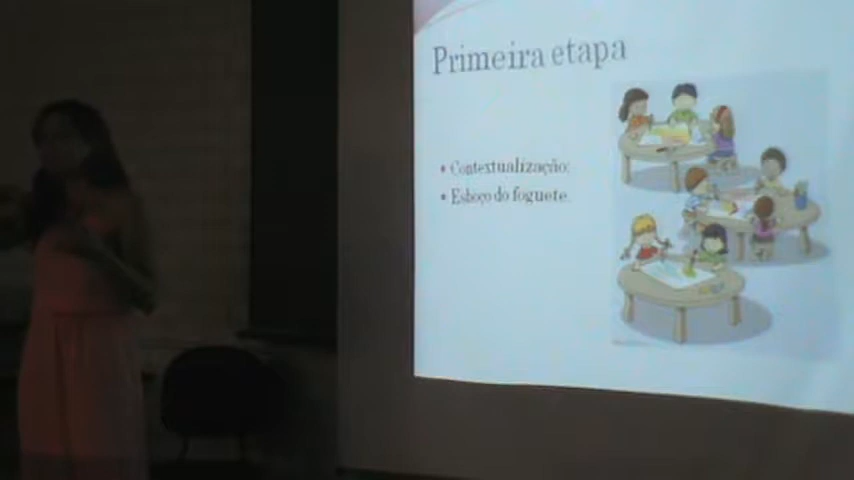 Primeira etapa
• Contextualização;
• Esboço do foguete.